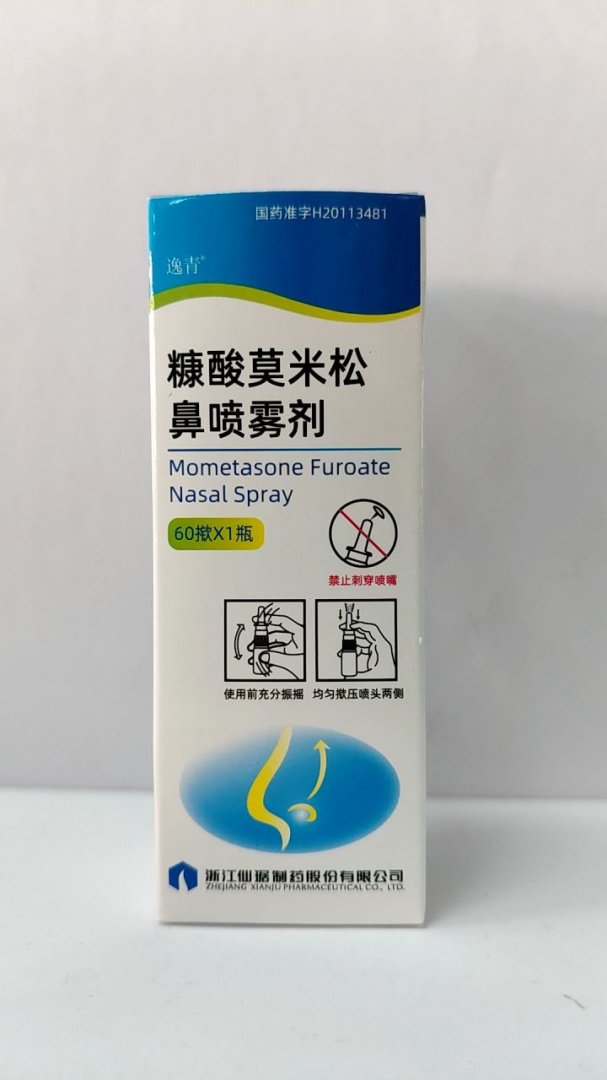 国药准字H20113481
逸青®
糠酸莫米松
鼻喷雾剂
Mometasone Furoate
Nasal Spray
60揿X1瓶
禁止刺穿喷嘴
使用前充分振摇 均匀揿压喷头两侧
浙江仙琚制药股份有限公司
ZHEJIANG XIANJU PHARMACEUTICAL CO., LTD.